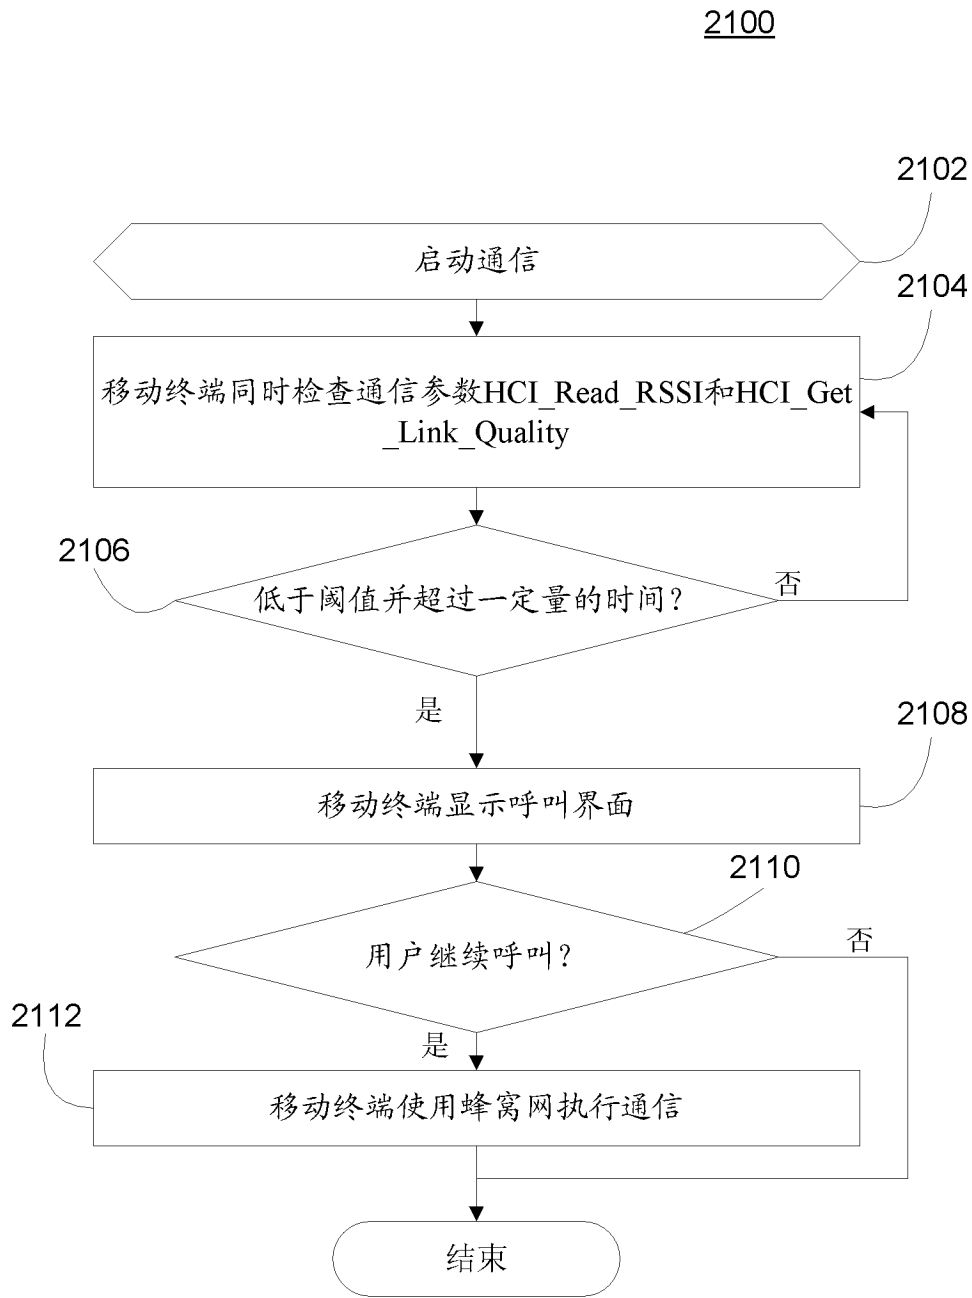 2100
2102
启动通信
2104
移动终端同时检查通信参数HCI_Read_RSSI和HCI_Get
_Link_Quality
2106
低于阈值并超过一定量的时间？
否
是
2108
移动终端显示呼叫界面
2110
用户继续呼叫？
否
2112
是
移动终端使用蜂窝网执行通信
结束